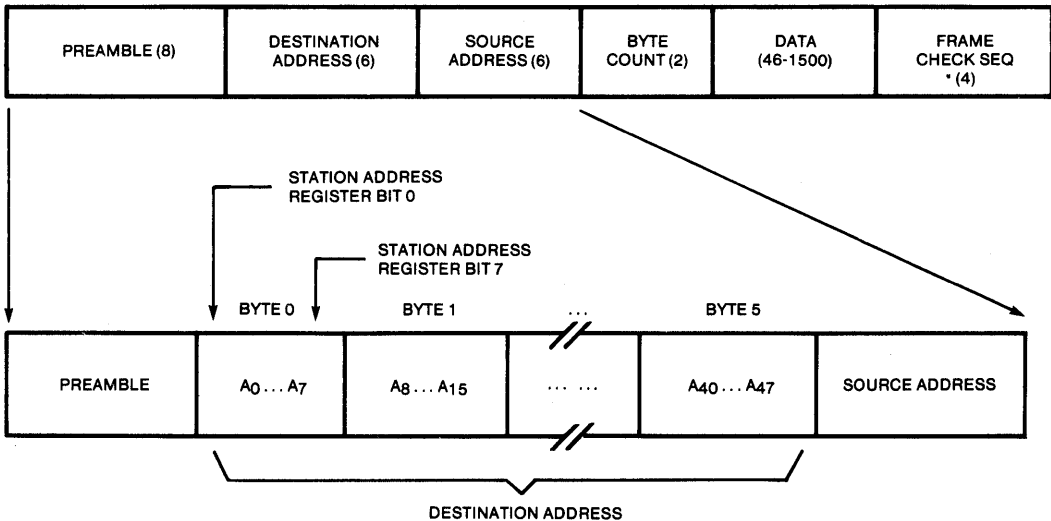 PREAMBLE (8)
DESTINATION
ADDRESS (6)
SOURCE
ADDRESS (6)
BYTE
COUNT (2)
DATA
(46-1500)
FRAME
CHECK SEQ
* (4)
STATION ADDRESS
REGISTER BIT 0
STATION ADDRESS
REGISTER BIT 7
BYTE 0
BYTE 1
...
BYTE 5
PREAMBLE
A0 ... A7
A8 ... A15
... ...
A40 ... A47
SOURCE ADDRESS
DESTINATION ADDRESS